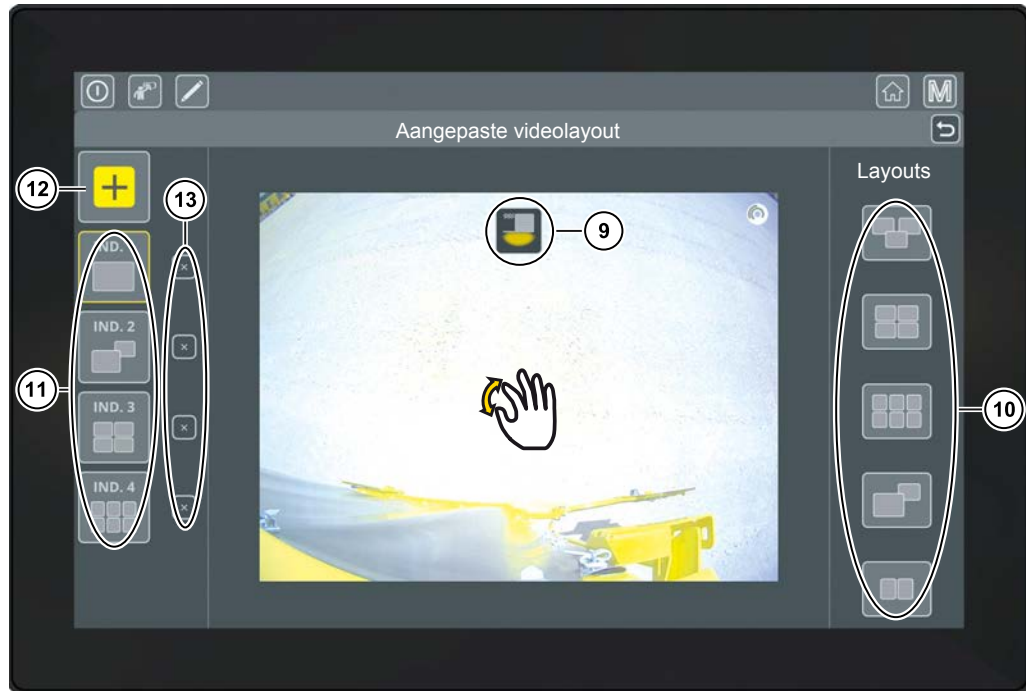 M
Aangepaste videolayout
Layouts
12
13
9
IND.
IND. 2
11
IND. 3
10
IND. 4